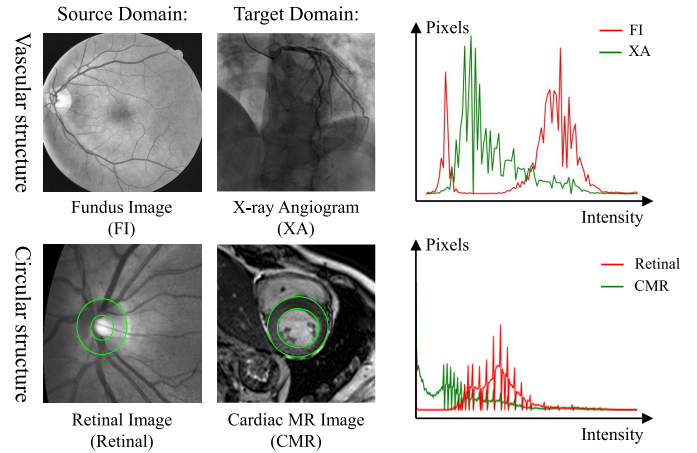 Source Domain:
Target Domain:
Vascular structure
Fundus Image
(FI)
X-ray Angiogram
(XA)
Pixels
FI
XA
Intensity
Circular structure
Retinal Image
(Retinal)
Cardiac MR Image
(CMR)
Pixels
Retinal
CMR
Intensity